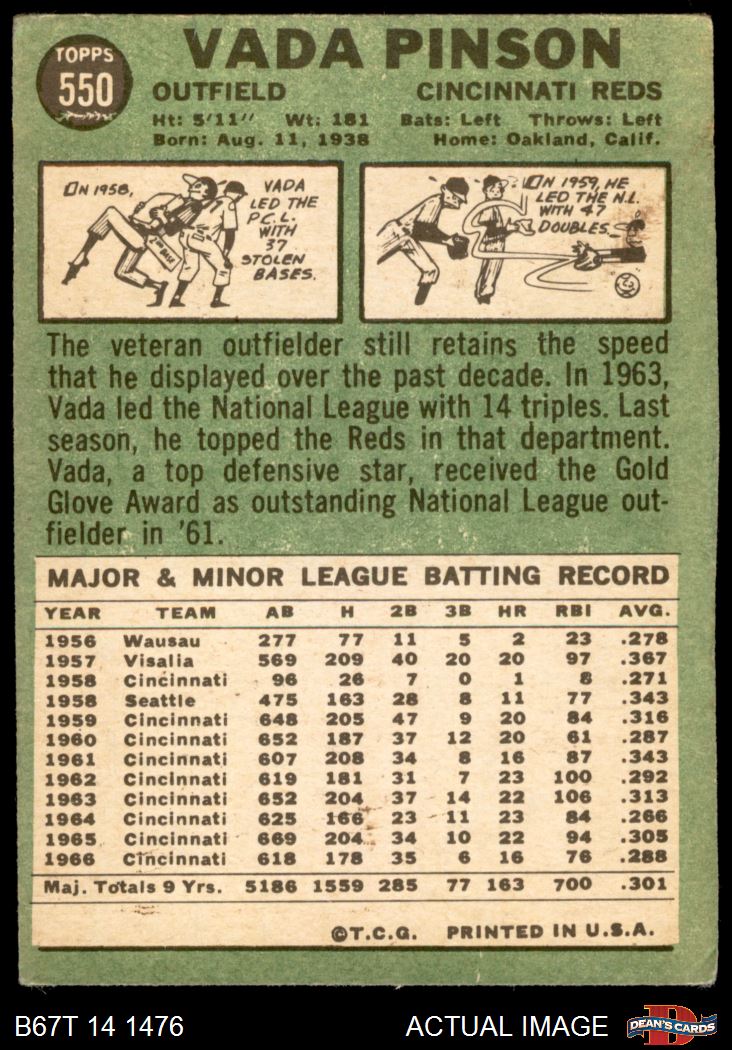 TOPPS
550
VADA PINSON
OUTFIELD CINCINNATI REDS
Ht: 5'11" Wt: 181 Bats: Left Throws: Left
Born: Aug. 11, 1938 Home: Oakland, Calif.
IN 1958,
VADA
LED THE
P.C.L.
WITH
37
STOLEN
BASES.
2ND BASE
IN 1959, HE
LED THE N.L.
WITH 47
DOUBLES.
The veteran outfielder still retains the speed
that he displayed over the past decade. In 1963,
Vada led the National League with 14 triples. Last
season, he topped the Reds in that department.
Vada, a top defensive star, received the Gold
Glove Award as outstanding National League out-
fielder in '61.
MAJOR & MINOR LEAGUE BATTING RECORD
YEAR TEAM AB H 2B 3B HR RBI AVG.
1956 Wausau 277 77 11 5 2 23 .278
1957 Visalia 569 209 40 20 20 97 .367
1958 Cincinnati 96 26 7 0 1 8 .271
1958 Seattle 475 163 28 8 11 77 .343
1959 Cincinnati 648 205 47 9 20 84 .316
1960 Cincinnati 652 187 37 12 20 61 .287
1961 Cincinnati 607 208 34 8 16 87 .343
1962 Cincinnati 619 181 31 7 23 100 .292
1963 Cincinnati 652 204 37 14 22 106 .313
1964 Cincinnati 625 166 23 11 23 84 .266
1965 Cincinnati 669 204 34 10 22 94 .305
1966 Cincinnati 618 178 35 6 16 76 .288
Maj. Totals 9 Yrs. 5186 1559 285 77 163 700 .301
©T.C.G. PRINTED IN U.S.A.
B67T 14 1476 ACTUAL IMAGE
D
DEAN'S CARDS